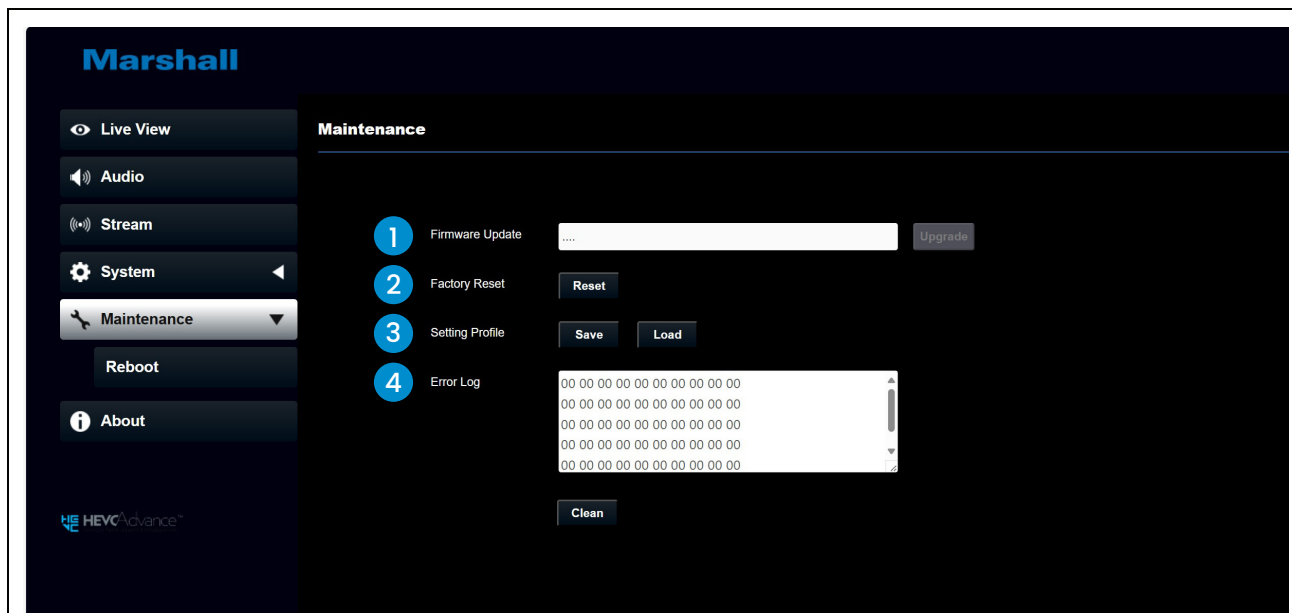 Marshall
Live View
Audio
Stream
System
Maintenance
Reboot
About
HEVC Advance™
Maintenance
1 Firmware Update .... Upgrade
2 Factory Reset Reset
3 Setting Profile Save Load
4 Error Log
00 00 00 00 00 00 00 00 00 00
00 00 00 00 00 00 00 00 00 00
00 00 00 00 00 00 00 00 00 00
00 00 00 00 00 00 00 00 00 00
00 00 00 00 00 00 00 00 00 00
Clean